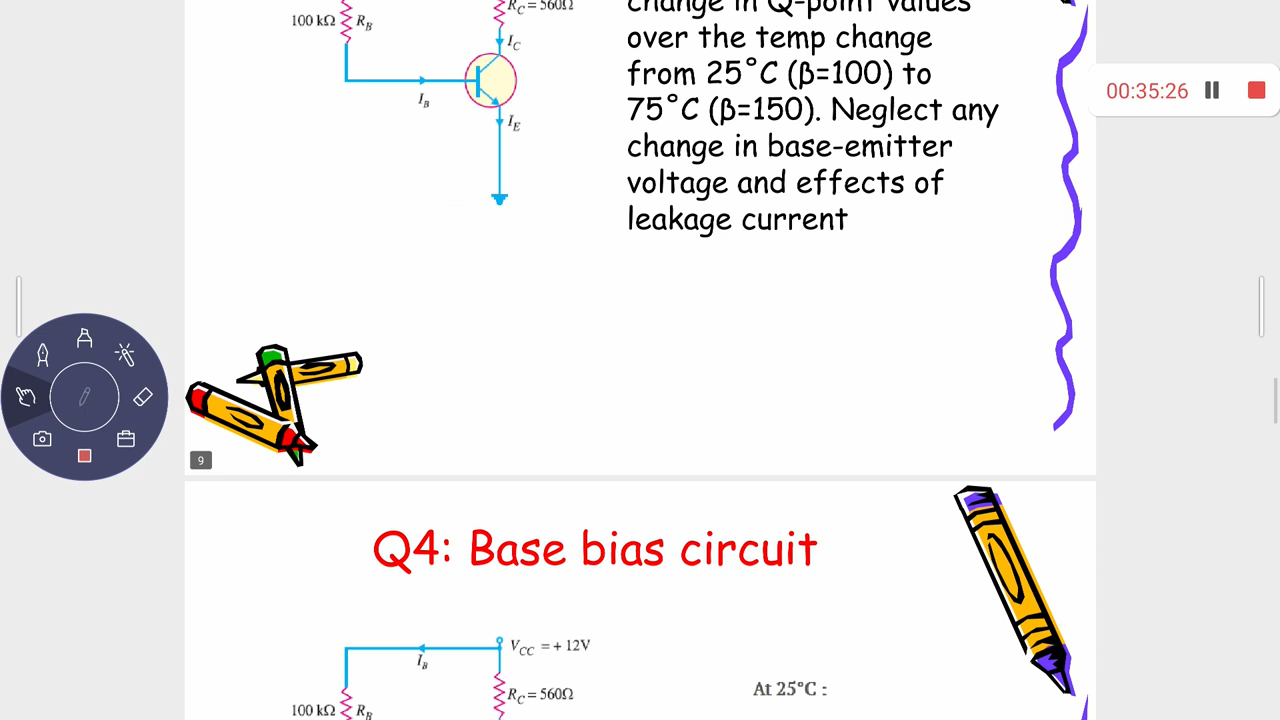 100 kΩ R_B
R_C = 560Ω
I_C
I_B
I_E
change in Q-point values
over the temp change
from 25°C (β=100) to
75°C (β=150). Neglect any
change in base-emitter
voltage and effects of
leakage current
00:35:26
9
Q4: Base bias circuit
V_CC = + 12V
I_B
R_C = 560Ω
100 kΩ R_B
At 25°C :